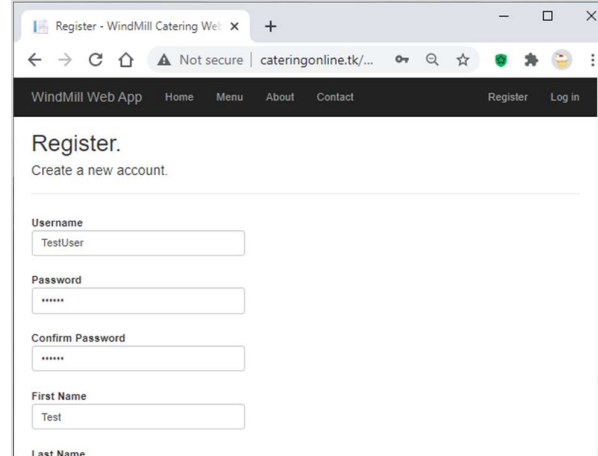 Register - WindMill Catering Web
Not secure | cateringonline.tk/...
WindMill Web App Home Menu About Contact Register Log in
Register.
Create a new account.
Username
TestUser
Password
••••••
Confirm Password
••••••
First Name
Test
Last Name